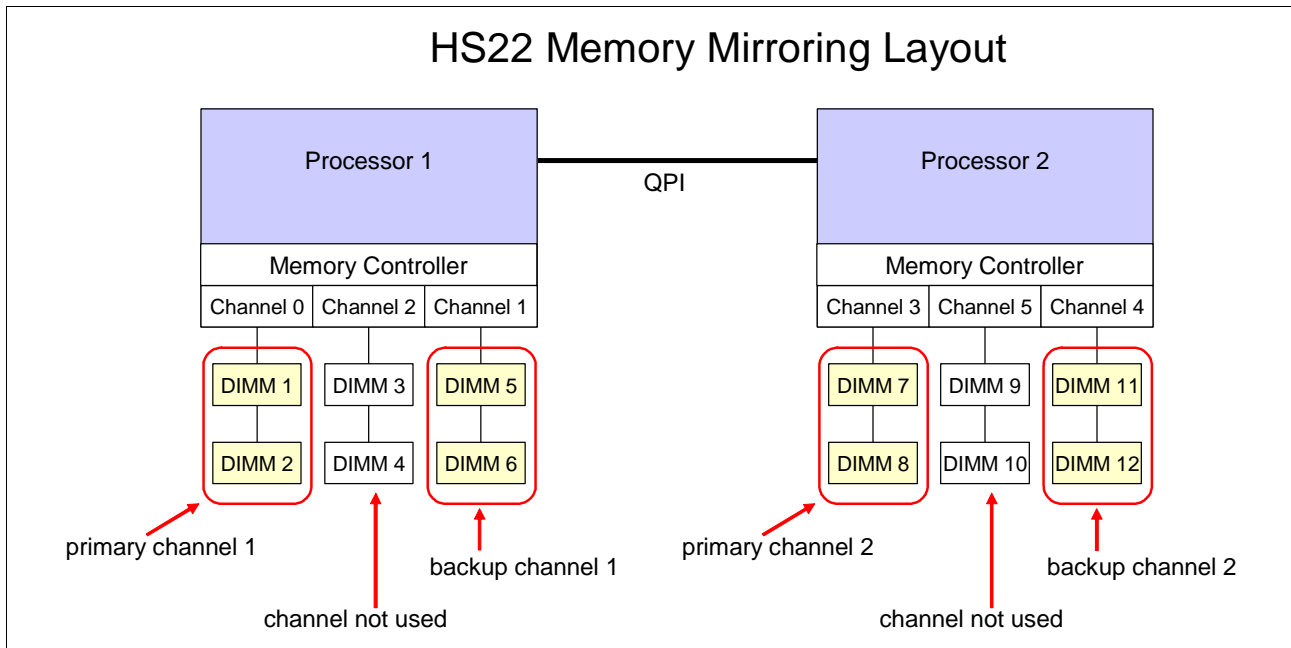 HS22 Memory Mirroring Layout
Processor 1
QPI
Processor 2
Memory Controller
Memory Controller
Channel 0
Channel 2
Channel 1
Channel 3
Channel 5
Channel 4
DIMM 1
DIMM 3
DIMM 5
DIMM 7
DIMM 9
DIMM 11
DIMM 2
DIMM 4
DIMM 6
DIMM 8
DIMM 10
DIMM 12
primary channel 1
backup channel 1
primary channel 2
backup channel 2
channel not used
channel not used